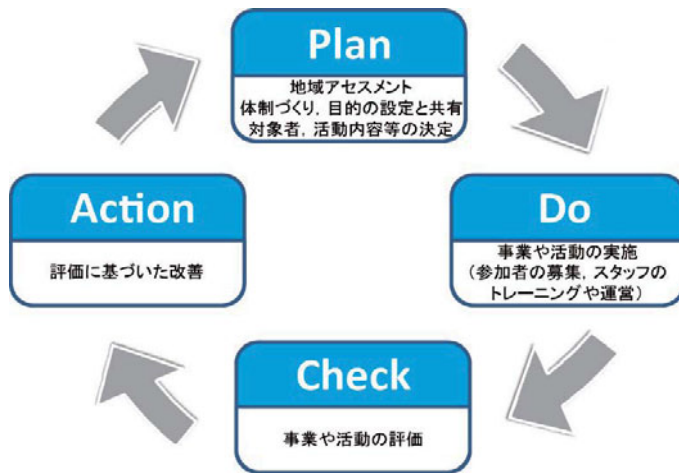 Plan
地域アセスメント
体制づくり，目的の設定と共有
対象者，活動内容等の決定
Do
事業や活動の実施
（参加者の募集，スタッフの
トレーニングや運営）
Check
事業や活動の評価
Action
評価に基づいた改善